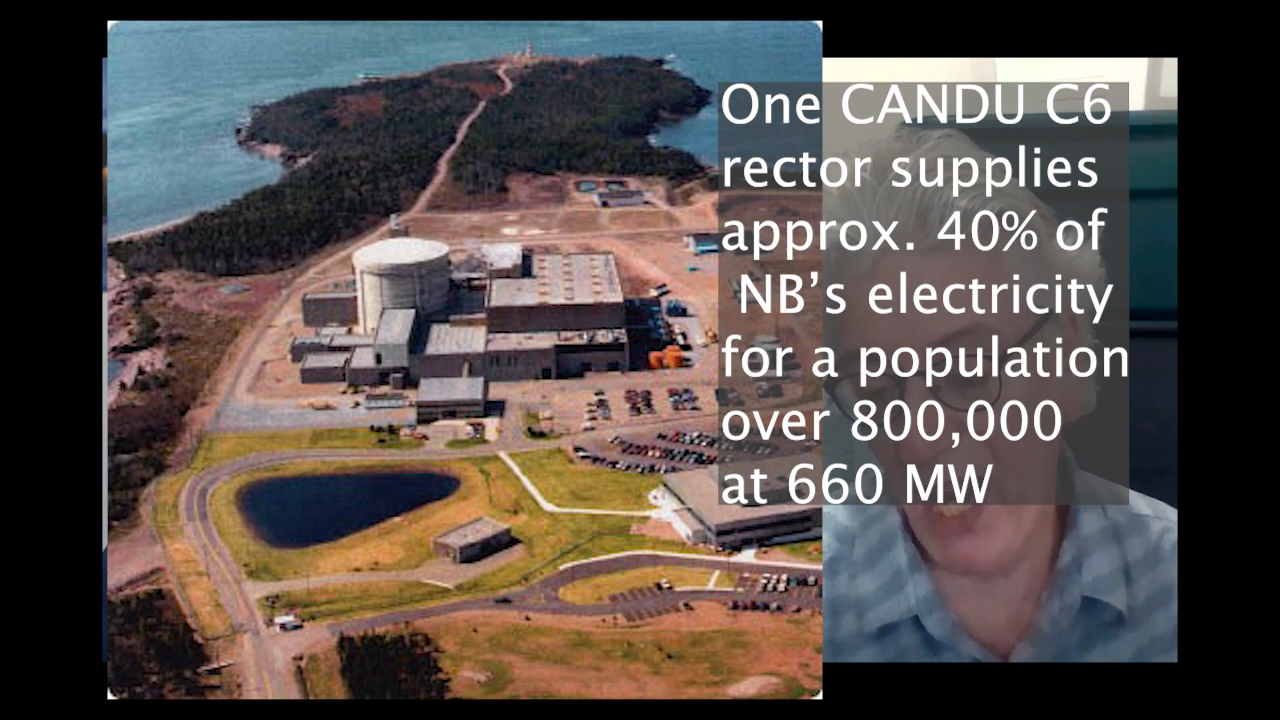 One CANDU C6
rector supplies
approx. 40% of
NB’s electricity
for a population
over 800,000
at 660 MW